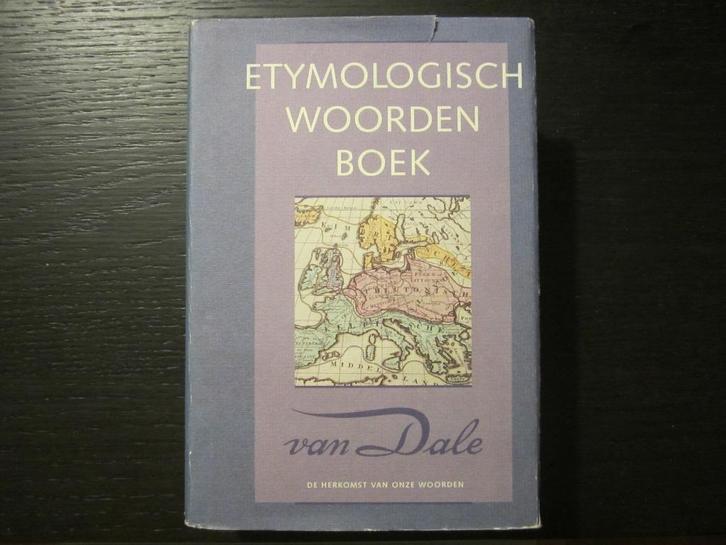 ETYMOLOGISCH
WOORDEN
BOEK
van Dale
DE HERKOMST VAN ONZE WOORDEN